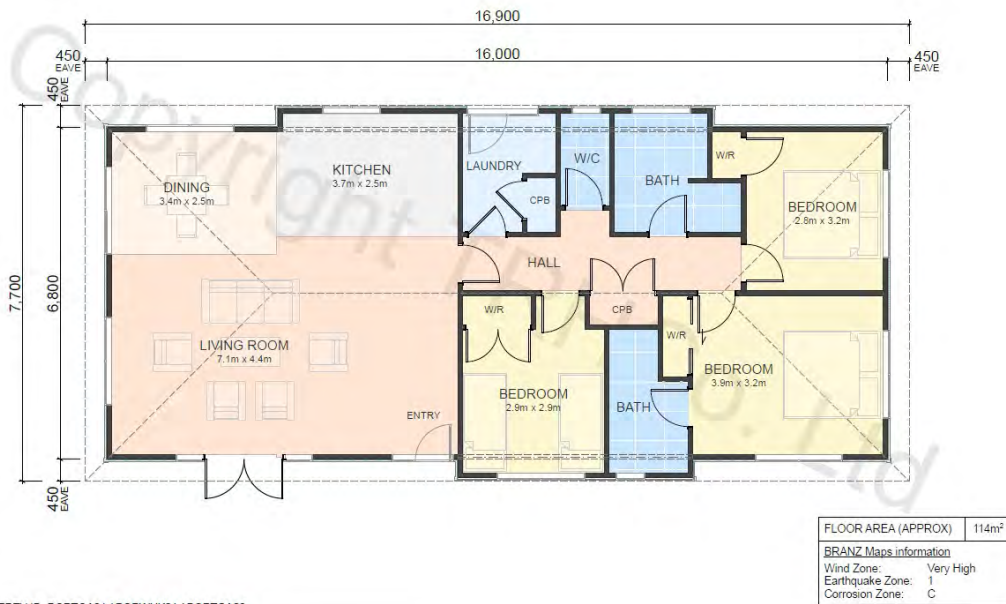 16,900
16,000
450
EAVE
450
EAVE
450
EAVE
7,700
6,800
450
EAVE
DINING
3.4m x 2.5m
KITCHEN
3.7m x 2.5m
LAUNDRY
CPB
W/C
BATH
W/R
BEDROOM
2.8m x 3.2m
HALL
CPB
W/R
LIVING ROOM
7.1m x 4.4m
ENTRY
W/R
BEDROOM
2.9m x 2.9m
BATH
BEDROOM
3.9m x 3.2m
Copyright
Co. Ltd
FLOOR AREA (APPROX) 114m²
BRANZ Maps information
Wind Zone: Very High
Earthquake Zone: 1
Corrosion Zone: C